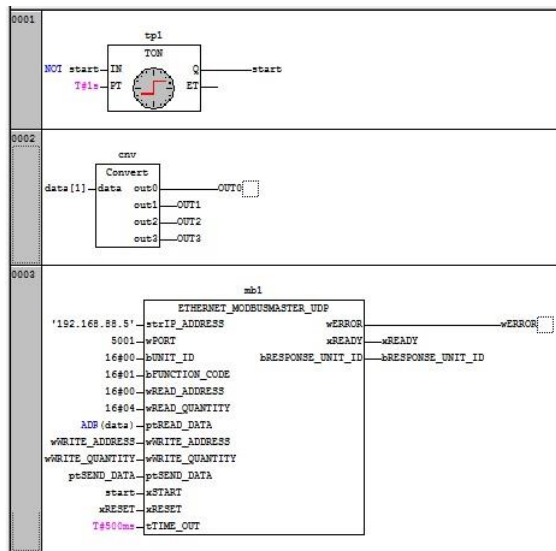 0001
tp1
TON
NOT start IN Q start
T#1s PT ET
0002
cnv
Convert
data[1] data out0 OUT0
out1 OUT1
out2 OUT2
out3 OUT3
0003
mb1
ETHERNET_MODBUSMASTER_UDP
'192.168.88.5' strIP_ADDRESS wERROR wERROR
5001 wPORT xREADY xREADY
16#00 bUNIT_ID bRESPONSE_UNIT_ID bRESPONSE_UNIT_ID
16#01 bFUNCTION_CODE
16#00 wREAD_ADDRESS
16#04 wREAD_QUANTITY
ADR(data) ptREAD_DATA
wWRITE_ADDRESS wWRITE_ADDRESS
wWRITE_QUANTITY wWRITE_QUANTITY
ptSEND_DATA ptSEND_DATA
start xSTART
xRESET xRESET
T#500ms tTIME_OUT